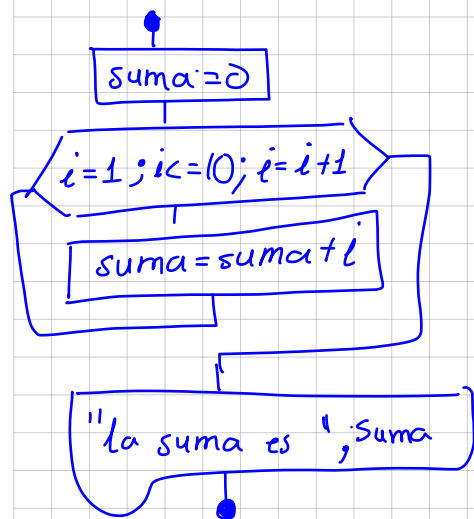 suma=0
i=1; i<=10; i=i+1
suma=suma+i
"la suma es ", suma